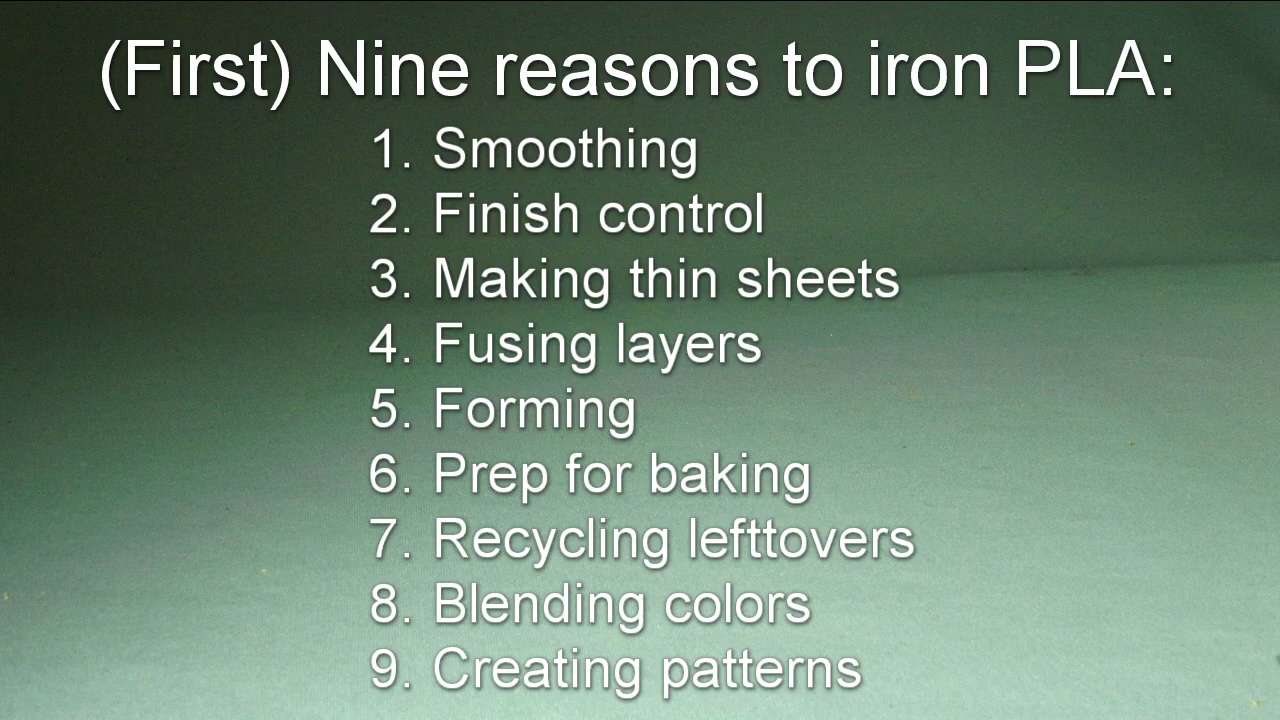 (First) Nine reasons to iron PLA:
1. Smoothing
2. Finish control
3. Making thin sheets
4. Fusing layers
5. Forming
6. Prep for baking
7. Recycling lefttovers
8. Blending colors
9. Creating patterns